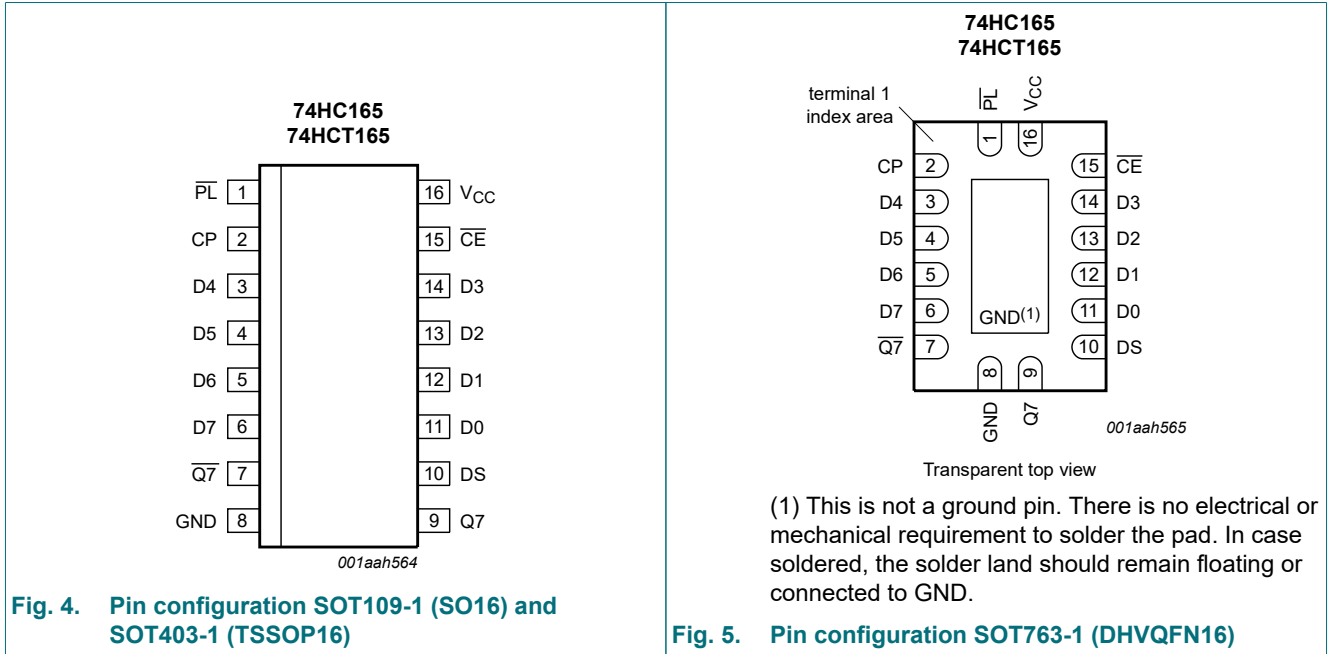 74HC165
74HCT165
P̅L̅ 1
16 VCC
CP 2
15 C̅E̅
D4 3
14 D3
D5 4
13 D2
D6 5
12 D1
D7 6
11 D0
Q̅7̅ 7
10 DS
GND 8
9 Q7
001aah564
Fig. 4. Pin configuration SOT109-1 (SO16) and
SOT403-1 (TSSOP16)
74HC165
74HCT165
terminal 1
index area
P̅L̅ VCC
1 16
CP 2
15 C̅E̅
D4 3
14 D3
D5 4
13 D2
D6 5
12 D1
D7 6
11 D0
GND(1)
Q̅7̅ 7
10 DS
8 9
GND Q7
001aah565
Transparent top view
(1) This is not a ground pin. There is no electrical or
mechanical requirement to solder the pad. In case
soldered, the solder land should remain floating or
connected to GND.
Fig. 5. Pin configuration SOT763-1 (DHVQFN16)